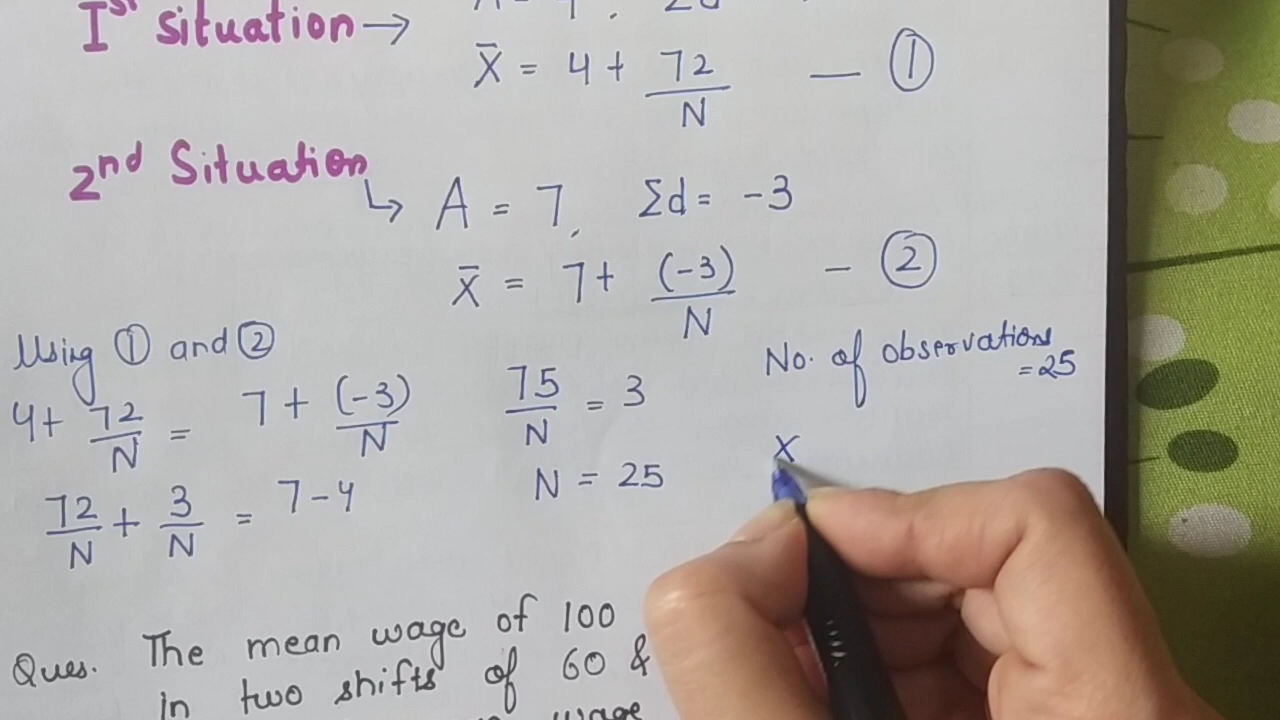 Ist situation →
X̄ = 4 + 72/N — ①
2nd Situation
↳ A = 7, Σd = -3
X̄ = 7 + (-3)/N - ②
Using ① and ②
4 + 72/N = 7 + (-3)/N
72/N + 3/N = 7 - 4
75/N = 3
N = 25
No. of observations
= 25
X
Ques. The mean wage of 100
in two shifts of 60 &
wage